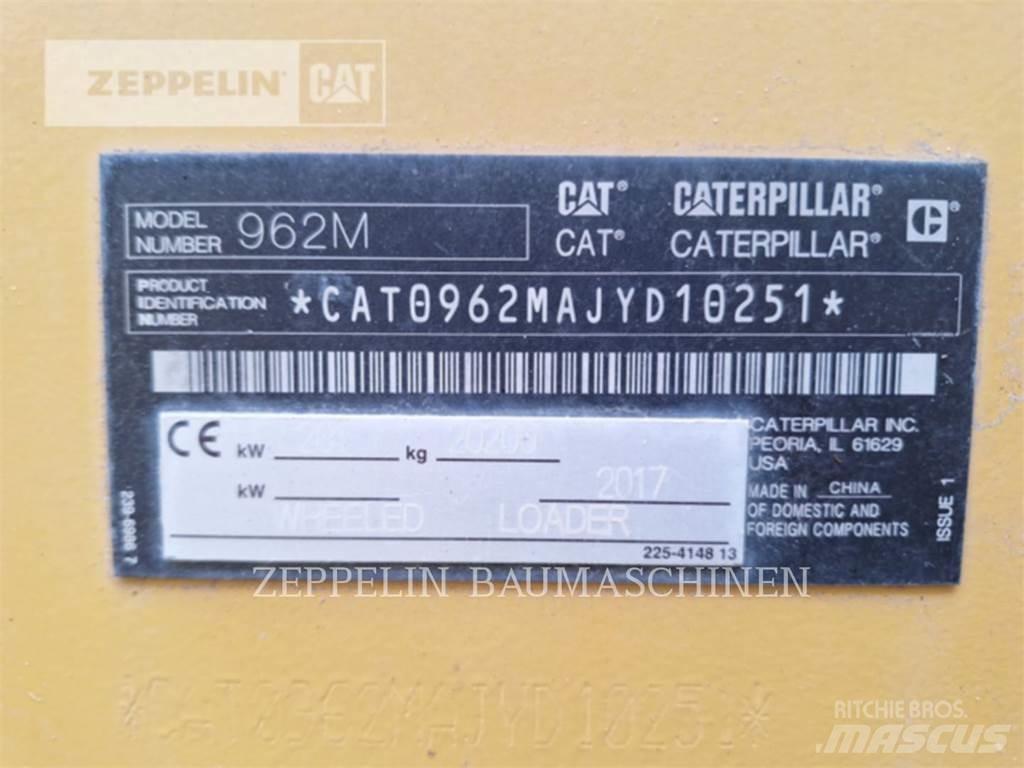 ZEPPELIN CAT
CAT® CATERPILLAR®
MODEL NUMBER 962M
CAT® CATERPILLAR®
PRODUCT IDENTIFICATION NUMBER *CAT0962MAJYD10251*
CE
kW kg
kW 2017
WHEELED LOADER
225-4148 13
CATERPILLAR INC.
PEORIA, IL 61629
USA
MADE IN CHINA
OF DOMESTIC AND
FOREIGN COMPONENTS
ISSUE 1
ZEPPELIN BAUMASCHINEN
*CAT0962MAJYD10251*
RITCHIE BROS.
MASCUS